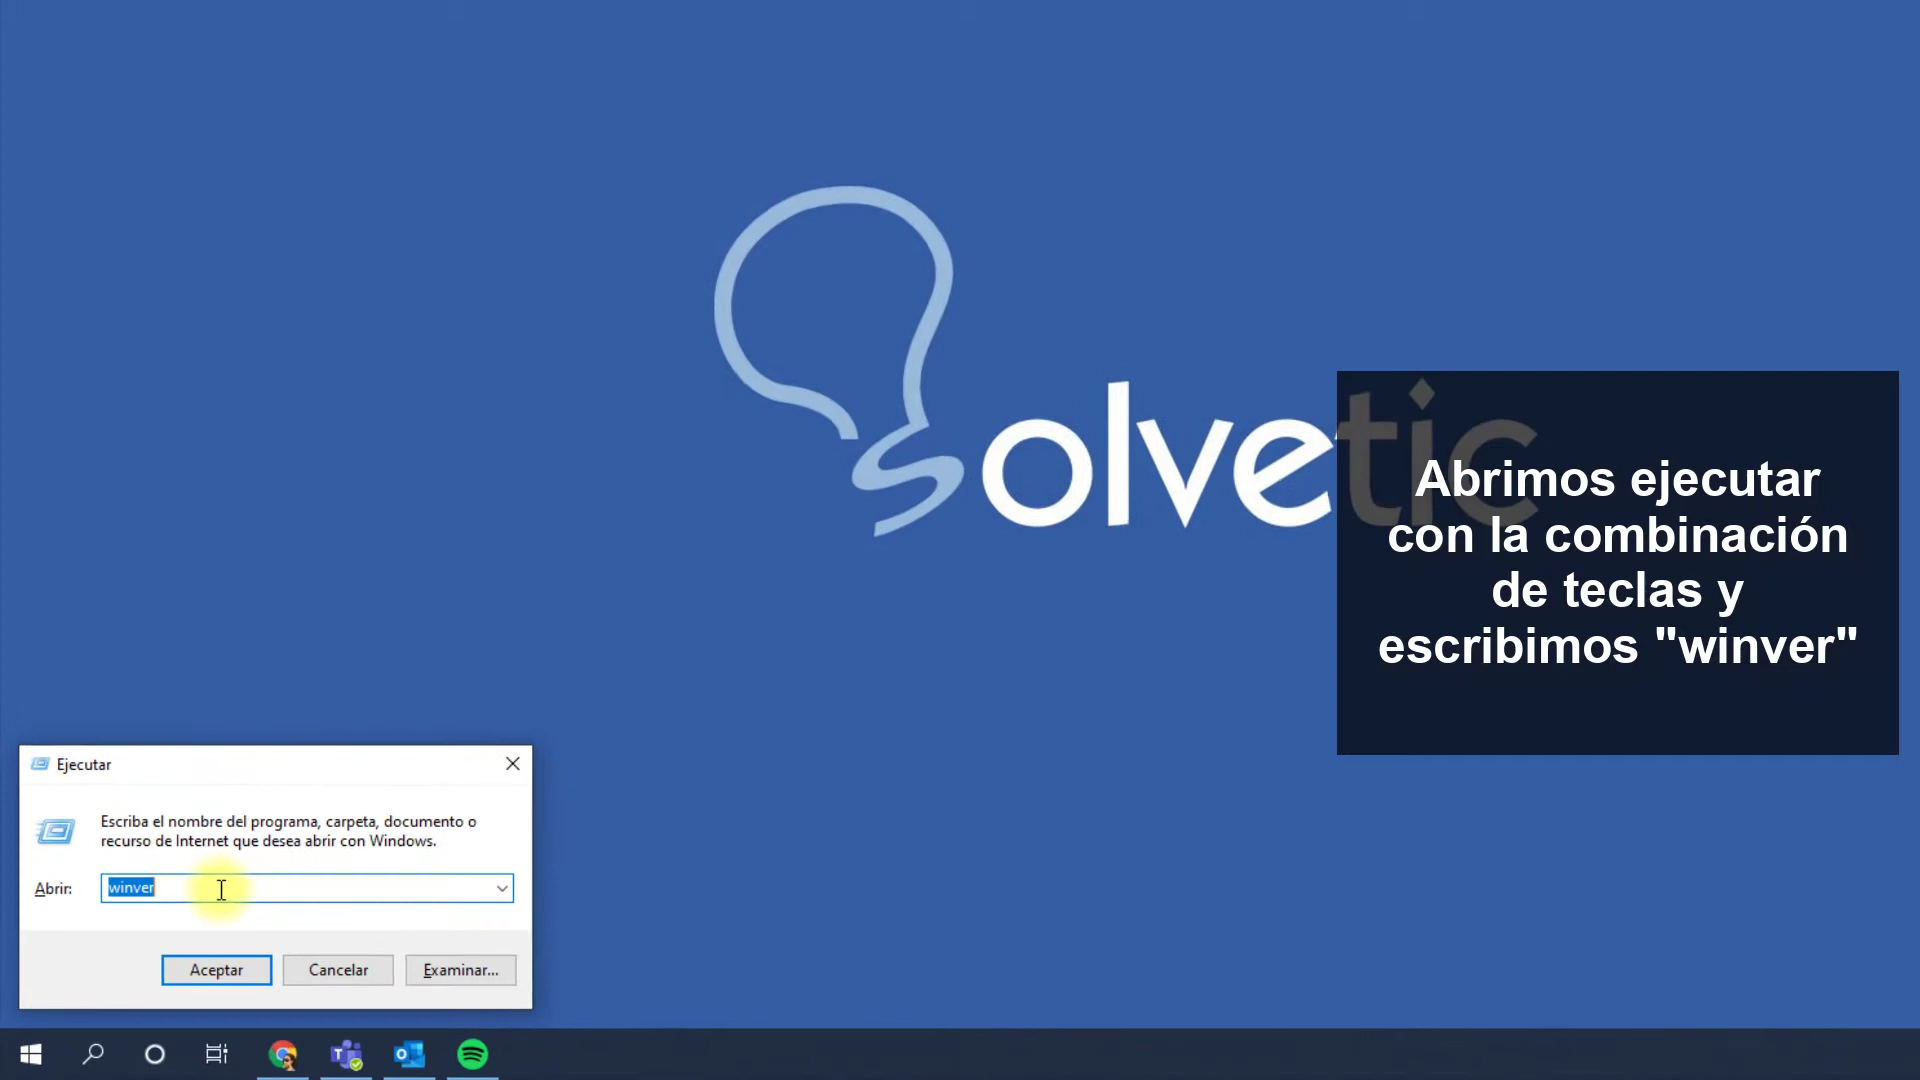 solvetic
Abrimos ejecutar
con la combinación
de teclas y
escribimos "winver"
Ejecutar
Escriba el nombre del programa, carpeta, documento o
recurso de Internet que desea abrir con Windows.
Abrir: winver
Aceptar Cancelar Examinar...